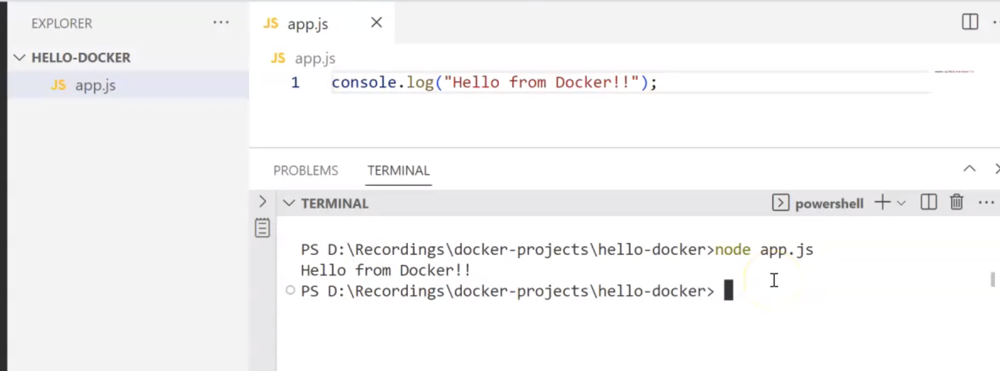 EXPLORER
HELLO-DOCKER
JS app.js
JS app.js
JS app.js
1 console.log("Hello from Docker!!");
PROBLEMS TERMINAL
TERMINAL powershell
PS D:\Recordings\docker-projects\hello-docker>node app.js
Hello from Docker!!
PS D:\Recordings\docker-projects\hello-docker>